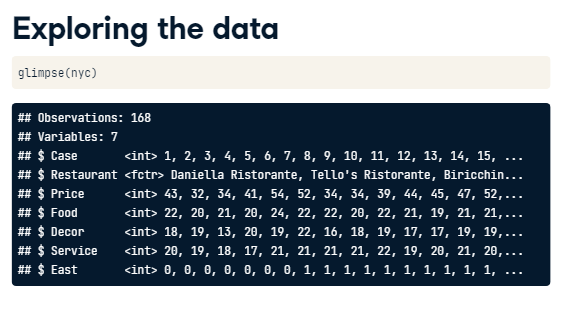 Exploring the data
glimpse(nyc)
## Observations: 168
## Variables: 7
## $ Case       <int> 1, 2, 3, 4, 5, 6, 7, 8, 9, 10, 11, 12, 13, 14, 15, ...
## $ Restaurant <fctr> Daniella Ristorante, Tello's Ristorante, Biricchin...
## $ Price      <int> 43, 32, 34, 41, 54, 52, 34, 34, 39, 44, 45, 47, 52,...
## $ Food       <int> 22, 20, 21, 20, 24, 22, 22, 20, 22, 21, 19, 21, 21,...
## $ Decor      <int> 18, 19, 13, 20, 19, 22, 16, 18, 19, 17, 17, 19, 19,...
## $ Service    <int> 20, 19, 18, 17, 21, 21, 21, 21, 22, 19, 20, 21, 20,...
## $ East       <int> 0, 0, 0, 0, 0, 0, 0, 1, 1, 1, 1, 1, 1, 1, 1, 1, 1, ...